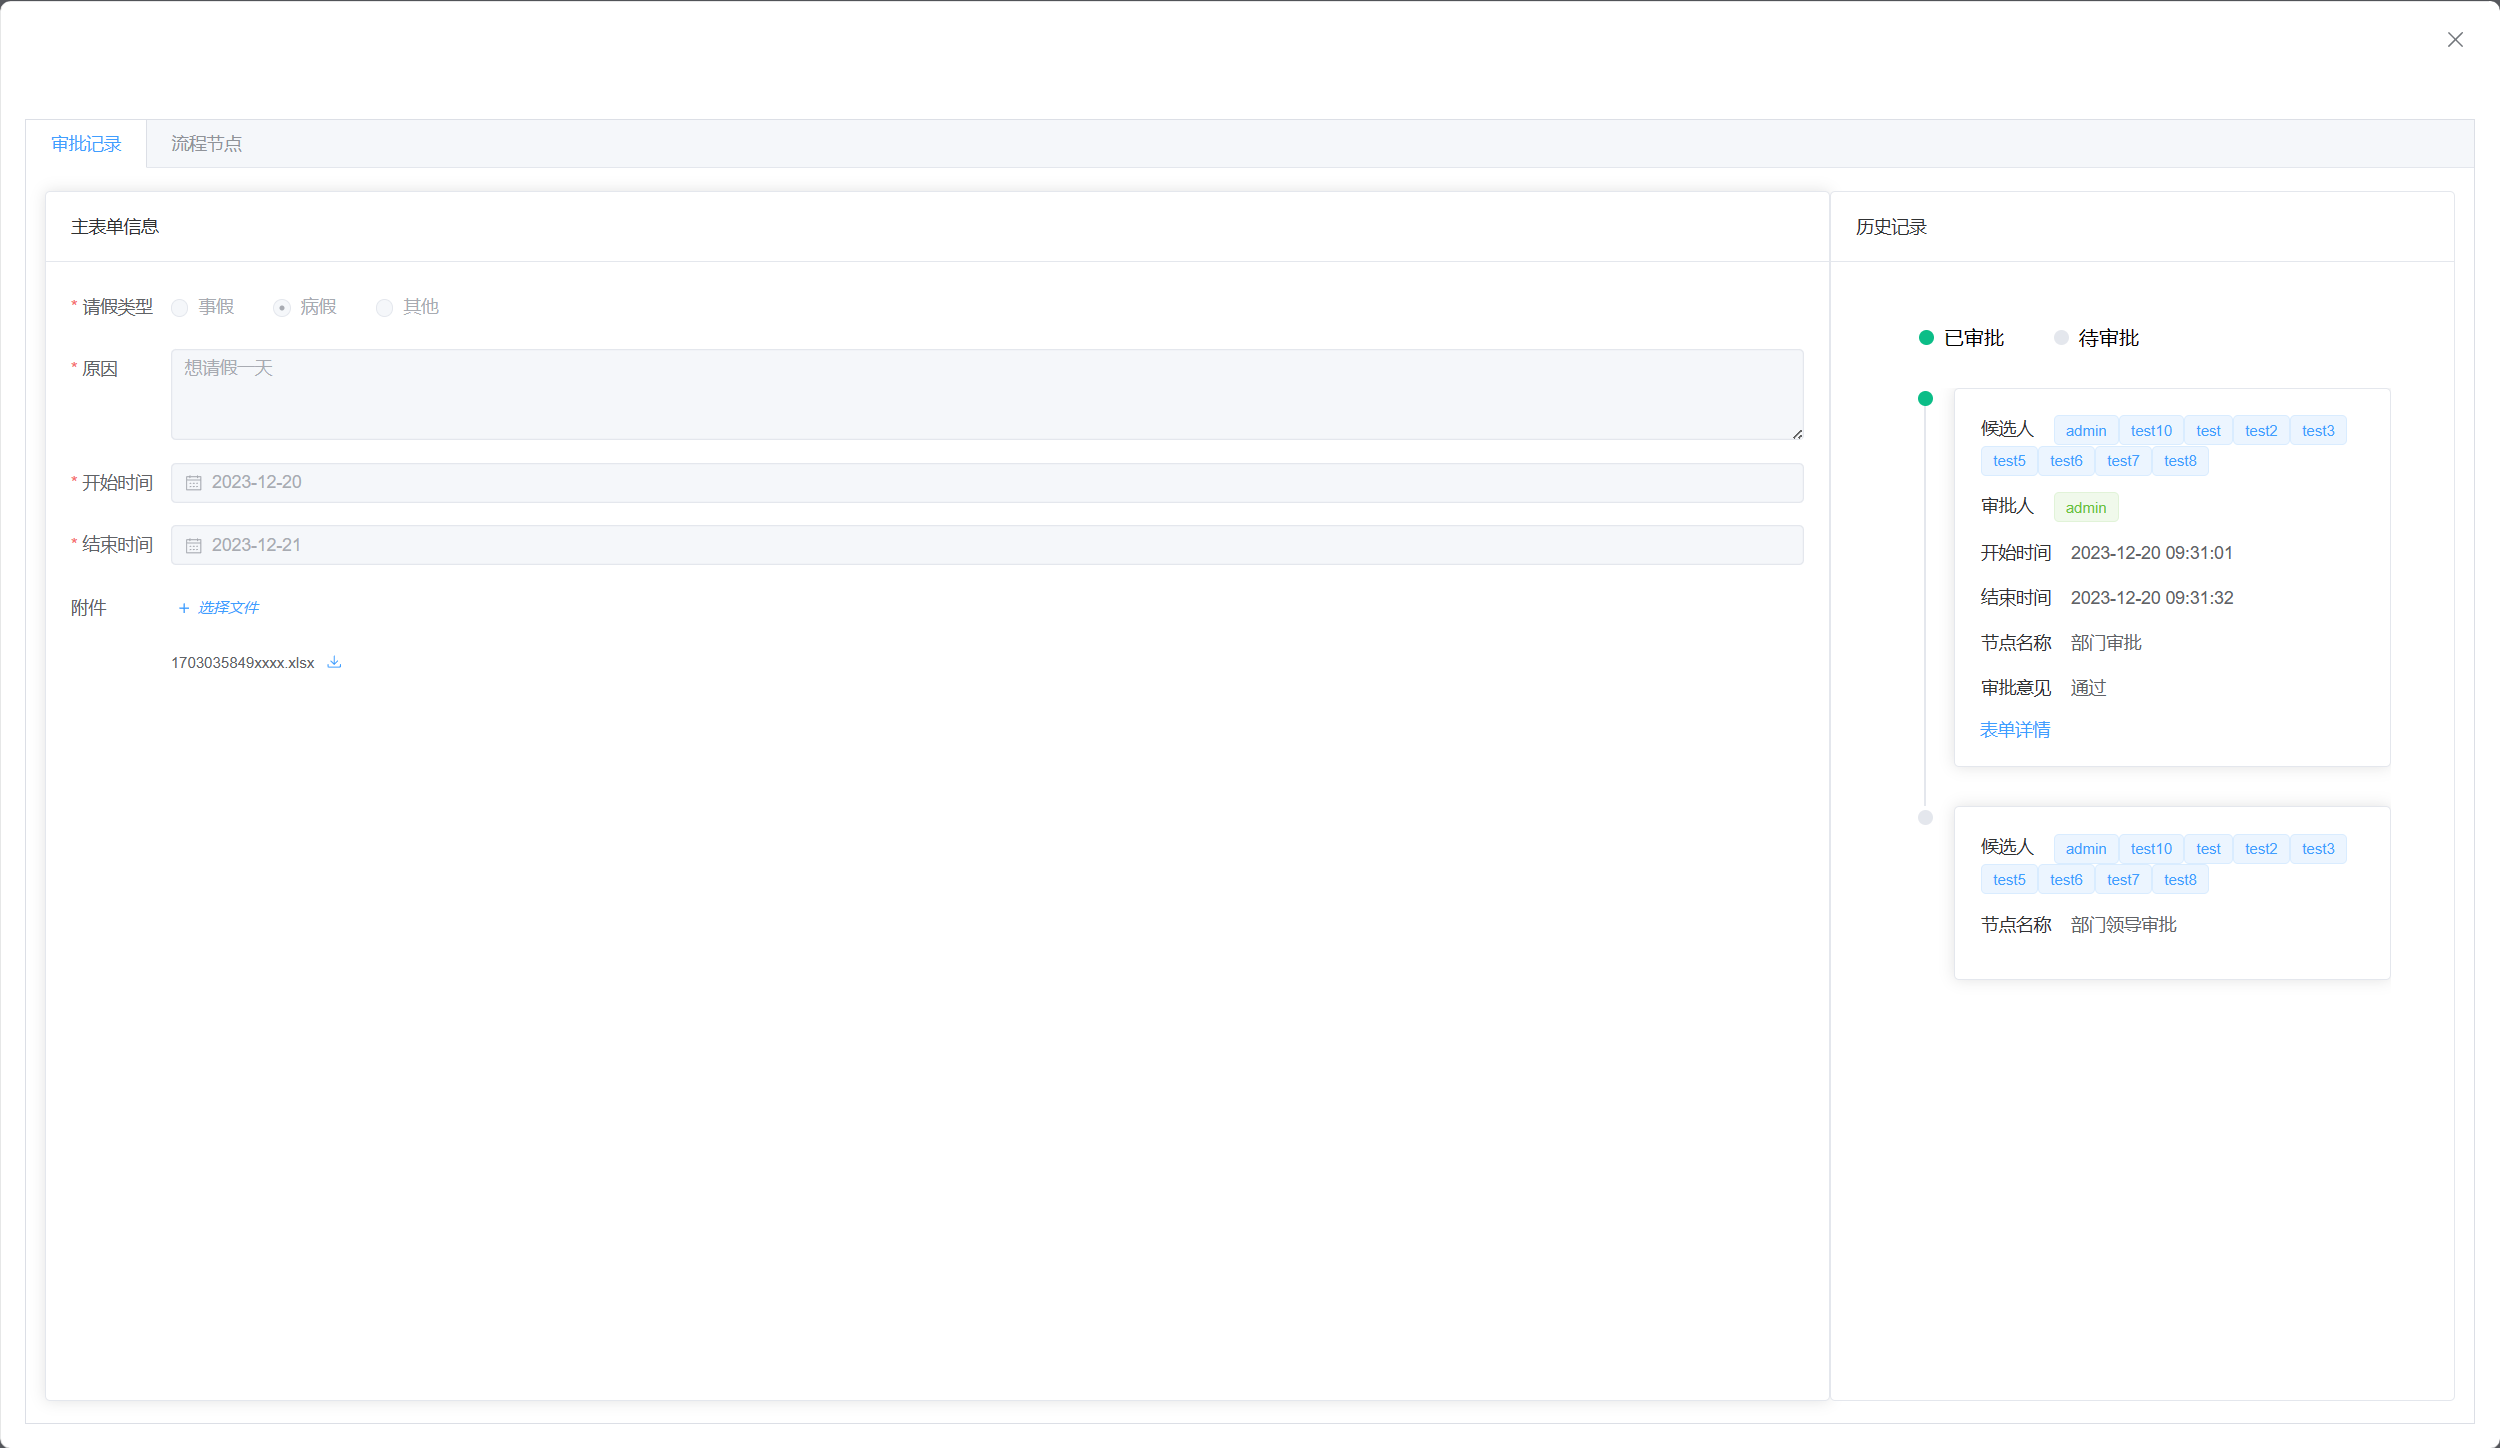 审批记录 流程节点
主表单信息
* 请假类型 事假 病假 其他
* 原因 想请假一天
* 开始时间 2023-12-20
* 结束时间 2023-12-21
附件 + 选择文件
1703035849xxxx.xlsx
历史记录
已审批 待审批
候选人 admin test10 test test2 test3
test5 test6 test7 test8
审批人 admin
开始时间 2023-12-20 09:31:01
结束时间 2023-12-20 09:31:32
节点名称 部门审批
审批意见 通过
表单详情
候选人 admin test10 test test2 test3
test5 test6 test7 test8
节点名称 部门领导审批